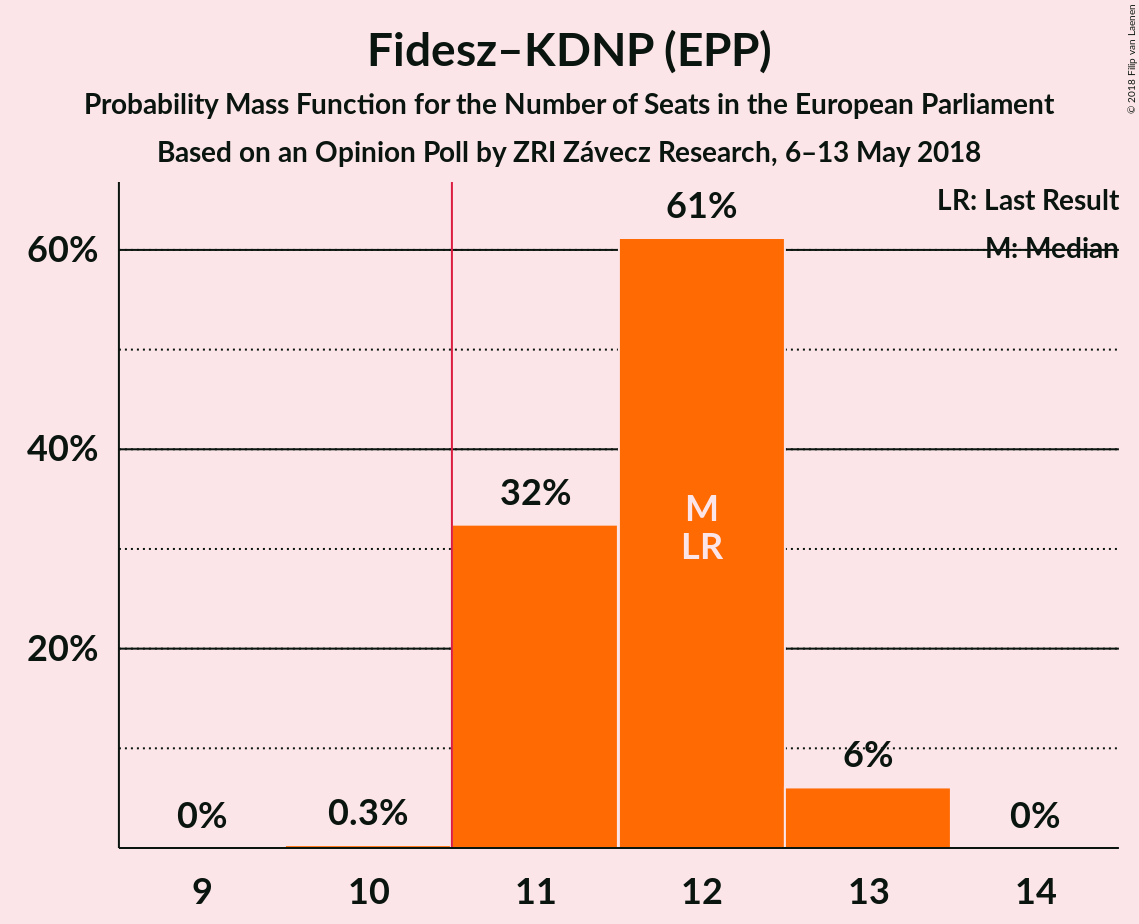 Fidesz–KDNP (EPP)
Probability Mass Function for the Number of Seats in the European Parliament
Based on an Opinion Poll by ZRI Závecz Research, 6–13 May 2018
© 2018 Filip van Laenen
LR: Last Result
M: Median
60%
40%
20%
0%
0.3%
32%
61%
M
LR
6%
0%
9
10
11
12
13
14